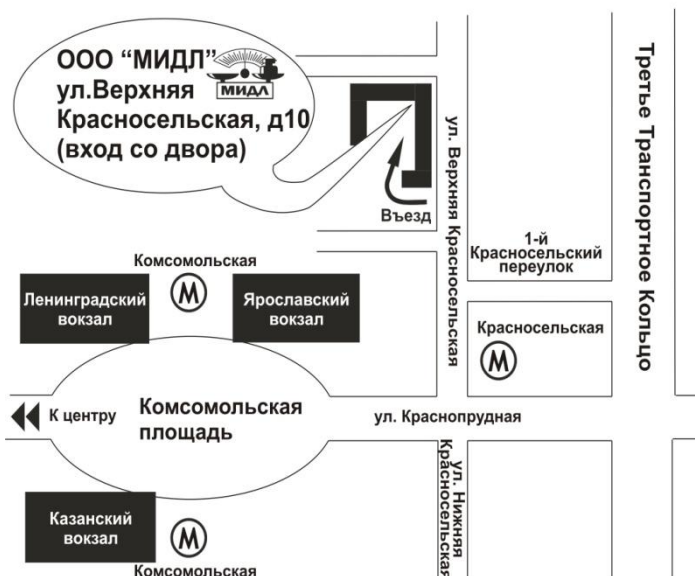 ООО “МИДЛ”
ул.Верхняя
Красносельская, д10
(вход со двора)
МИДЛ
Въезд
ул. Верхняя Красносельская
Третье Транспортное Кольцо
1-й
Красносельский
переулок
Комсомольская
М
Ленинградский
вокзал
Ярославский
вокзал
Красносельская
М
К центру
Комсомольская
площадь
ул. Краснопрудная
ул. Нижняя
Красносельская
Казанский
вокзал
М
Комсомольская